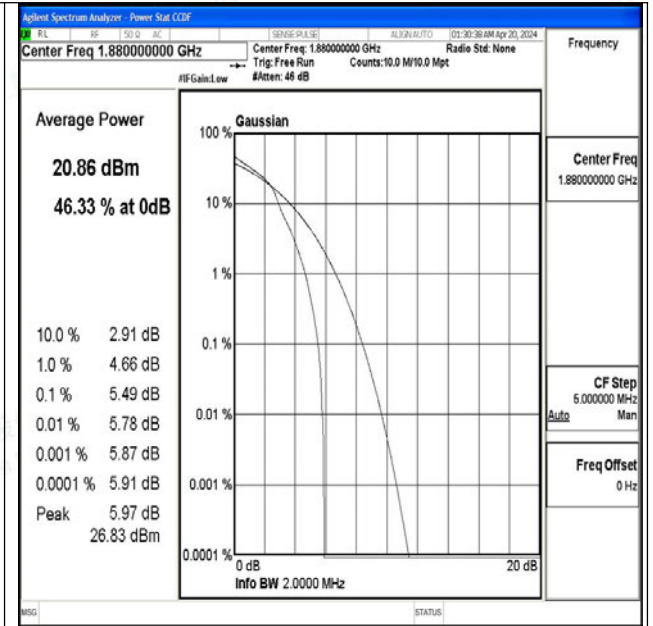 Agilent Spectrum Analyzer - Power Stat CCDF
RL RF 50 Ω AC SENSE:PULSE ALIGN AUTO 01:30:38 AM Apr 20, 2024
Center Freq 1.880000000 GHz
Center Freq: 1.880000000 GHz Radio Std: None
Trig: Free Run Counts:10.0 M/10.0 Mpt
#IFGain:Low #Atten: 46 dB
Frequency
Average Power
20.86 dBm
46.33 % at 0dB
10.0 % 2.91 dB
1.0 % 4.66 dB
0.1 % 5.49 dB
0.01 % 5.78 dB
0.001 % 5.87 dB
0.0001 % 5.91 dB
Peak 5.97 dB
26.83 dBm
Gaussian
100 %
10 %
1 %
0.1 %
0.01 %
0.001 %
0.0001 %
0 dB 20 dB
Info BW 2.0000 MHz
Center Freq
1.880000000 GHz
CF Step
5.000000 MHz
Auto Man
Freq Offset
0 Hz
MSG STATUS